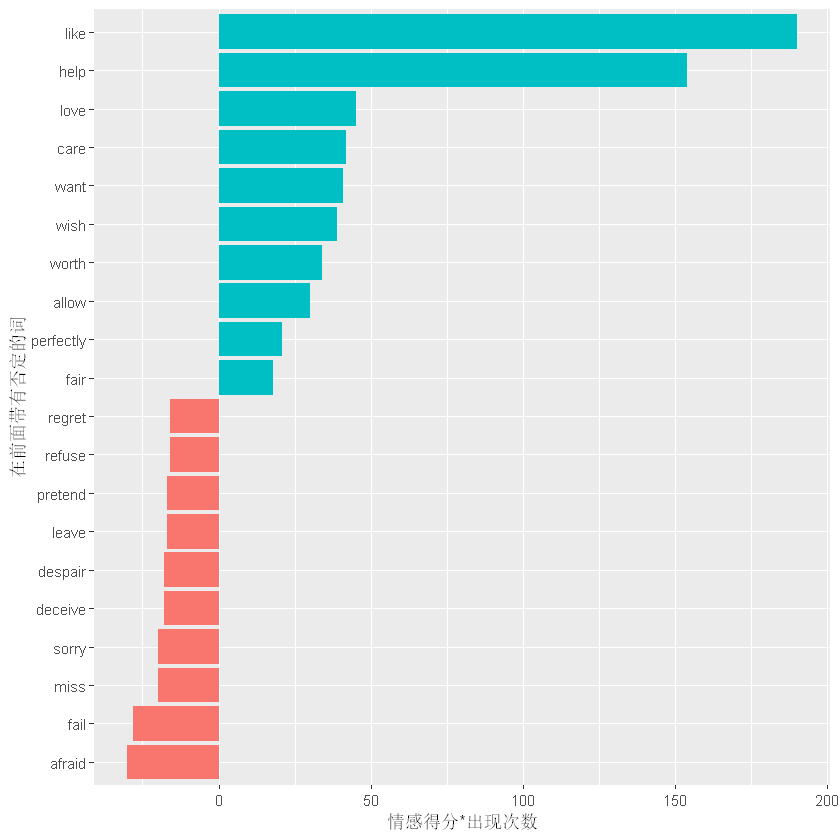 like
help
love
care
want
wish
worth
allow
perfectly
fair
regret
refuse
pretend
leave
despair
deceive
sorry
miss
fail
afraid
在前面带有否定的词
0 50 100 150 200
情感得分*出现次数